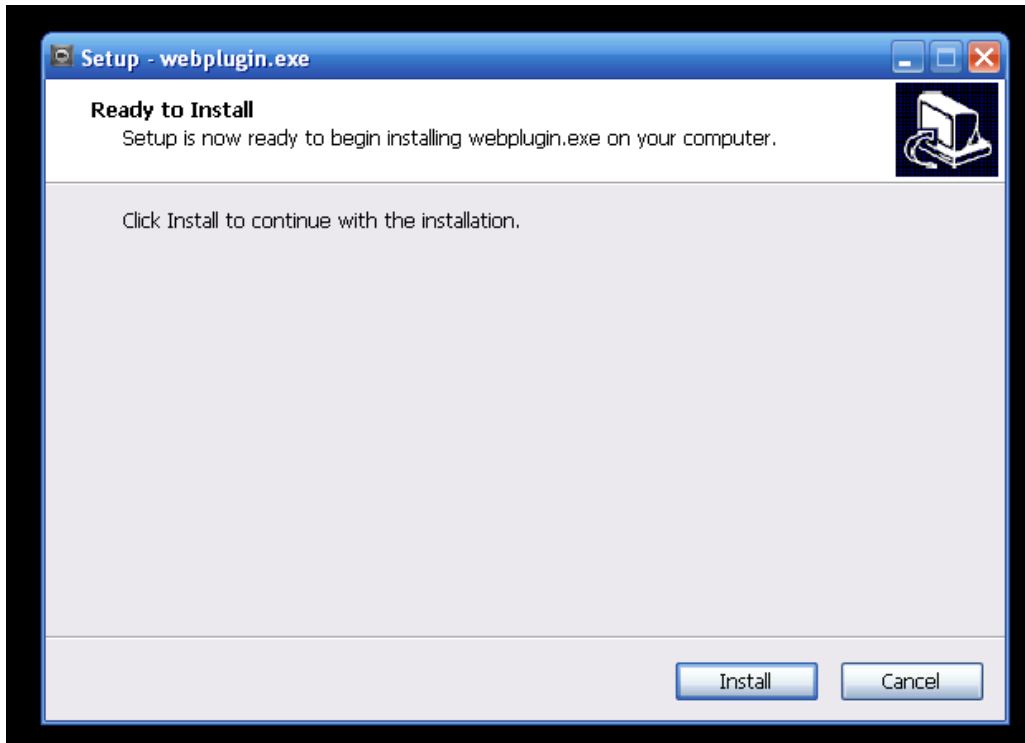 Setup - webplugin.exe
Ready to Install
Setup is now ready to begin installing webplugin.exe on your computer.
Click Install to continue with the installation.
Install
Cancel